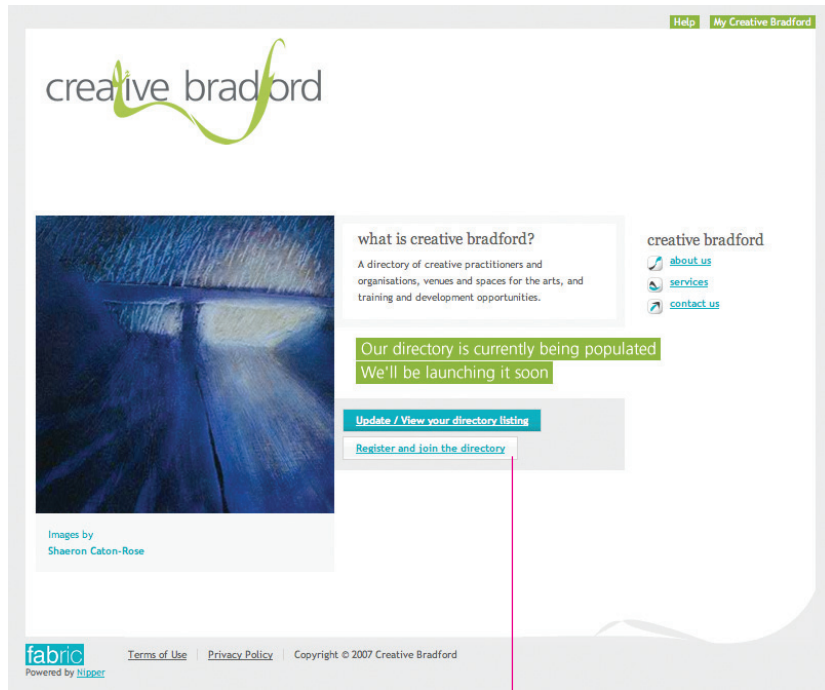 Help My Creative Bradford
creative bradford
what is creative bradford?
A directory of creative practitioners and
organisations, venues and spaces for the arts, and
training and development opportunities.
creative bradford
about us
services
contact us
Our directory is currently being populated
We'll be launching it soon
Update / View your directory listing
Register and join the directory
Images by
Shaeron Caton-Rose
fabric
Powered by Nipper
Terms of Use Privacy Policy Copyright © 2007 Creative Bradford